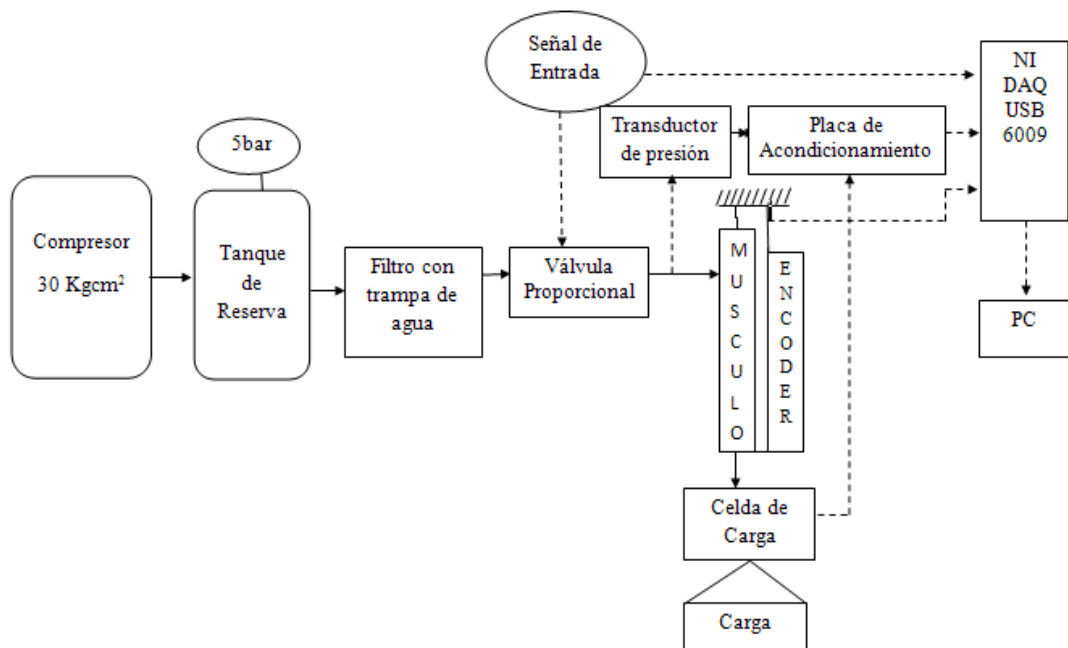 Señal de
Entrada
NI
DAQ
USB
6009
5bar
Transductor
de presión
Placa de
Acondicionamiento
Compresor
30 Kgcm²
Tanque
de
Reserva
Filtro con
trampa de
agua
Válvula
Proporcional
M
U
S
C
U
L
O
E
N
C
O
D
E
R
PC
Celda de
Carga
Carga